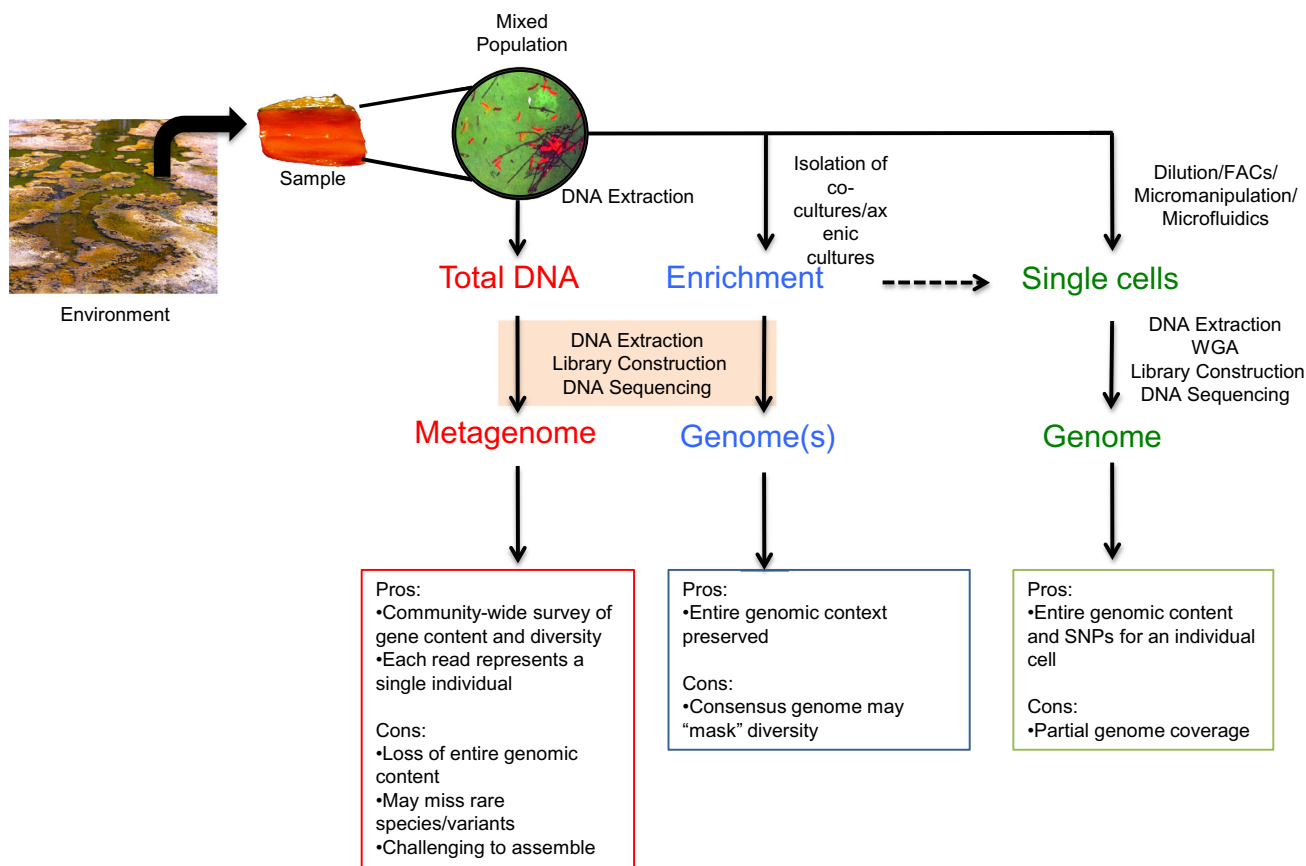 Mixed
Population
Sample
Environment
DNA Extraction
Isolation of
co-
cultures/ax
enic
cultures
Dilution/FACs/
Micromanipulation/
Microfluidics
Total DNA
Enrichment
Single cells
DNA Extraction
Library Construction
DNA Sequencing
DNA Extraction
WGA
Library Construction
DNA Sequencing
Metagenome
Genome(s)
Genome
Pros:
•Community-wide survey of
gene content and diversity
•Each read represents a
single individual
Cons:
•Loss of entire genomic
content
•May miss rare
species/variants
•Challenging to assemble
Pros:
•Entire genomic context
preserved
Cons:
•Consensus genome may
“mask” diversity
Pros:
•Entire genomic content
and SNPs for an individual
cell
Cons:
•Partial genome coverage